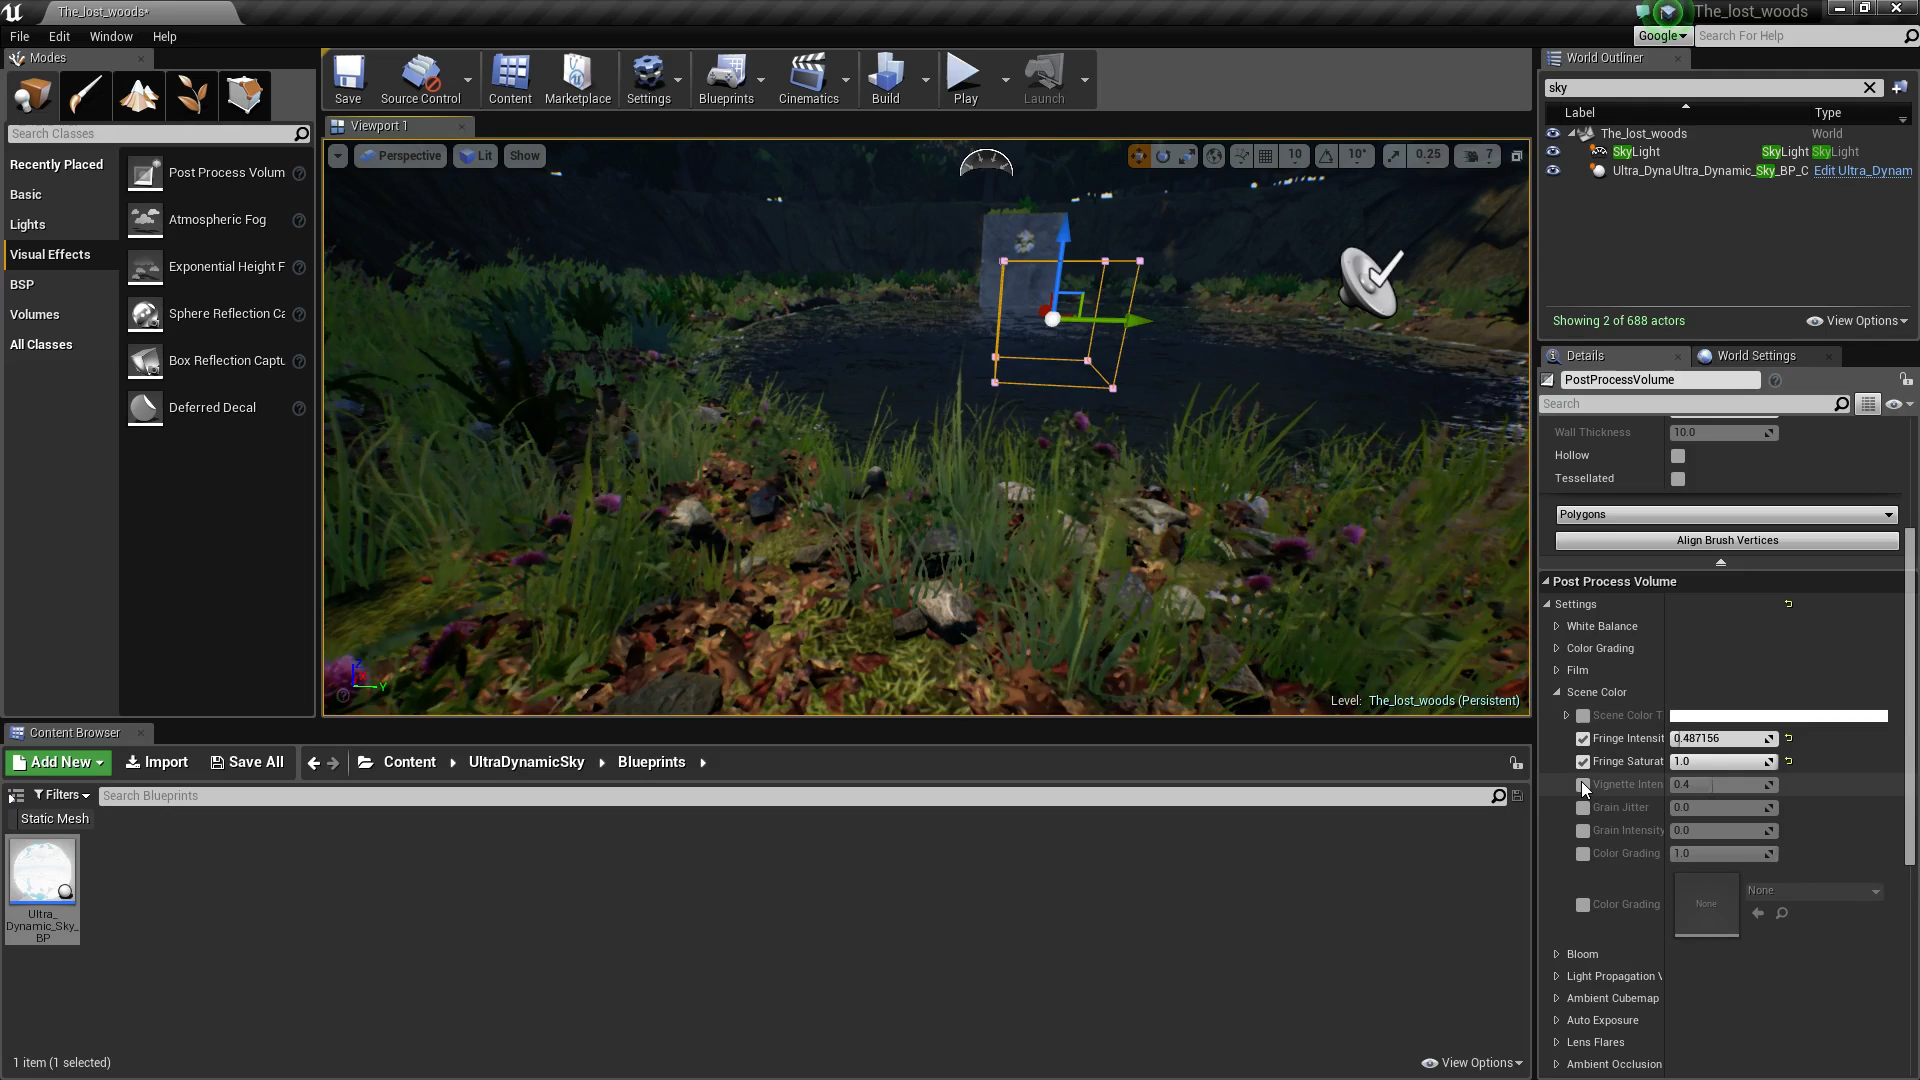 The_lost_woods*
The_lost_woods
File Edit Window Help
Google
Search For Help
Modes
Search Classes
Recently Placed
Basic
Lights
Visual Effects
BSP
Volumes
All Classes
Post Process Volum
Atmospheric Fog
Exponential Height F
Sphere Reflection Ca
Box Reflection Captu
Deferred Decal
Save
Source Control
Content
Marketplace
Settings
Blueprints
Cinematics
Build
Play
Launch
Viewport 1
Perspective
Lit
Show
10
10°
0.25
7
Z
X
Y
Level: The_lost_woods (Persistent)
World Outliner
sky
Label Type
The_lost_woods World
SkyLight SkyLight SkyLight
Ultra_DynaUltra_Dynamic_Sky_BP_C Edit Ultra_Dynam
Showing 2 of 688 actors
View Options
Details
World Settings
PostProcessVolume
Search
Wall Thickness 10.0
Hollow
Tessellated
Polygons
Align Brush Vertices
Post Process Volume
Settings
White Balance
Color Grading
Film
Scene Color
Scene Color T
Fringe Intensit 0.487156
Fringe Saturat 1.0
Vignette Inten 0.4
Grain Jitter 0.0
Grain Intensity 0.0
Color Grading 1.0
Color Grading None None
Bloom
Light Propagation V
Ambient Cubemap
Auto Exposure
Lens Flares
Ambient Occlusion
Content Browser
Add New
Import
Save All
Content
UltraDynamicSky
Blueprints
Filters
Search Blueprints
Static Mesh
Ultra_
Dynamic_Sky_
BP
1 item (1 selected)
View Options